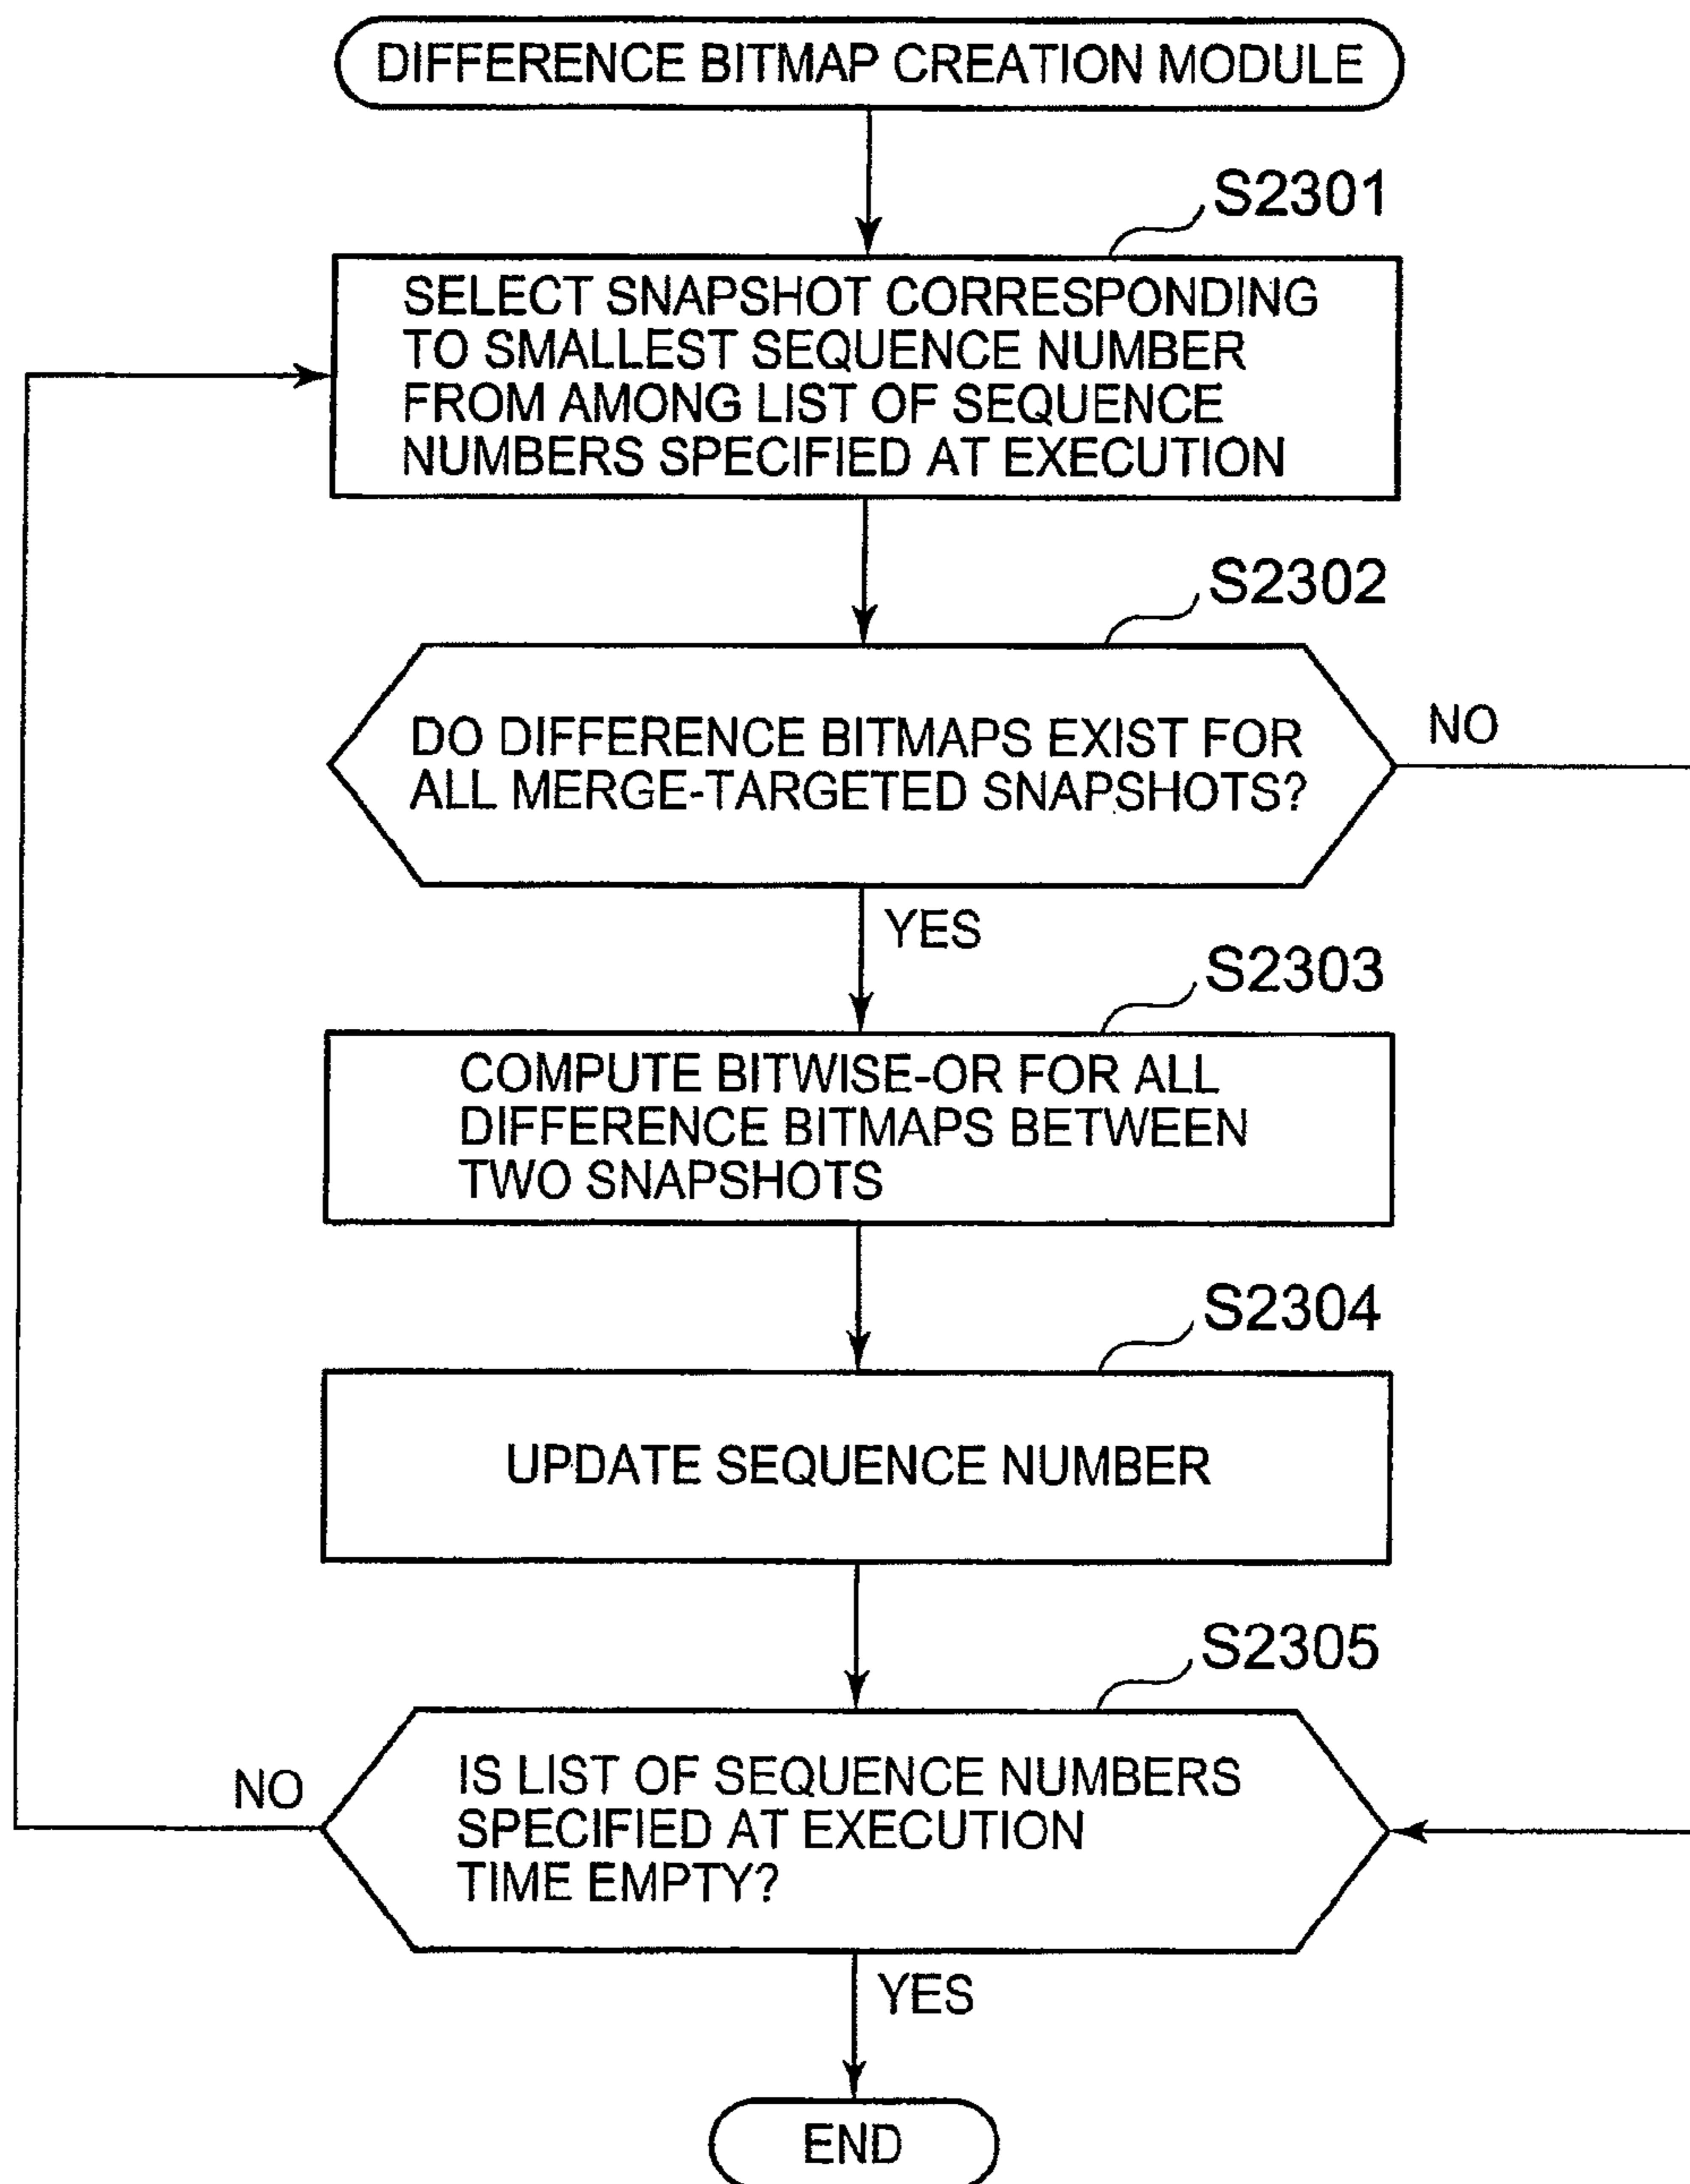 DIFFERENCE BITMAP CREATION MODULE
S2301
SELECT SNAPSHOT CORRESPONDING
TO SMALLEST SEQUENCE NUMBER
FROM AMONG LIST OF SEQUENCE
NUMBERS SPECIFIED AT EXECUTION
S2302
DO DIFFERENCE BITMAPS EXIST FOR
ALL MERGE-TARGETED SNAPSHOTS?
NO
YES
S2303
COMPUTE BITWISE-OR FOR ALL
DIFFERENCE BITMAPS BETWEEN
TWO SNAPSHOTS
S2304
UPDATE SEQUENCE NUMBER
S2305
NO
IS LIST OF SEQUENCE NUMBERS
SPECIFIED AT EXECUTION
TIME EMPTY?
YES
END